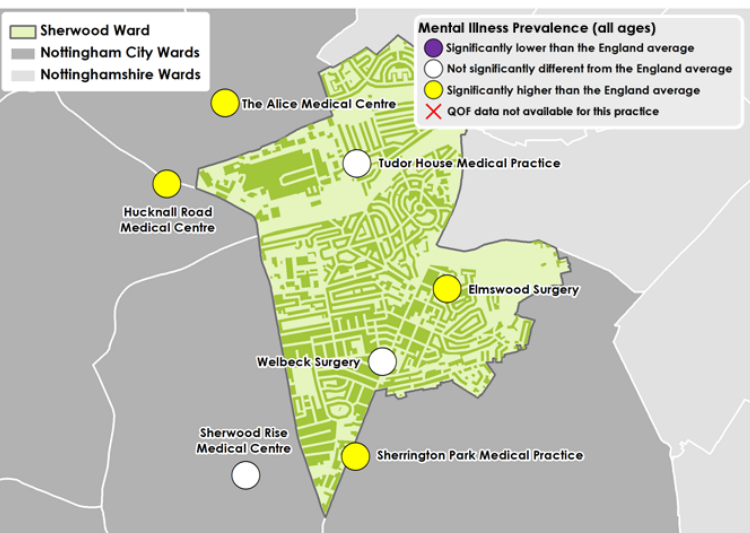 Sherwood Ward
Nottingham City Wards
Nottinghamshire Wards
Mental Illness Prevalence (all ages)
Significantly lower than the England average
Not significantly different from the England average
Significantly higher than the England average
QOF data not available for this practice
The Alice Medical Centre
Tudor House Medical Practice
Hucknall Road
Medical Centre
Elmswood Surgery
Welbeck Surgery
Sherwood Rise
Medical Centre
Sherrington Park Medical Practice